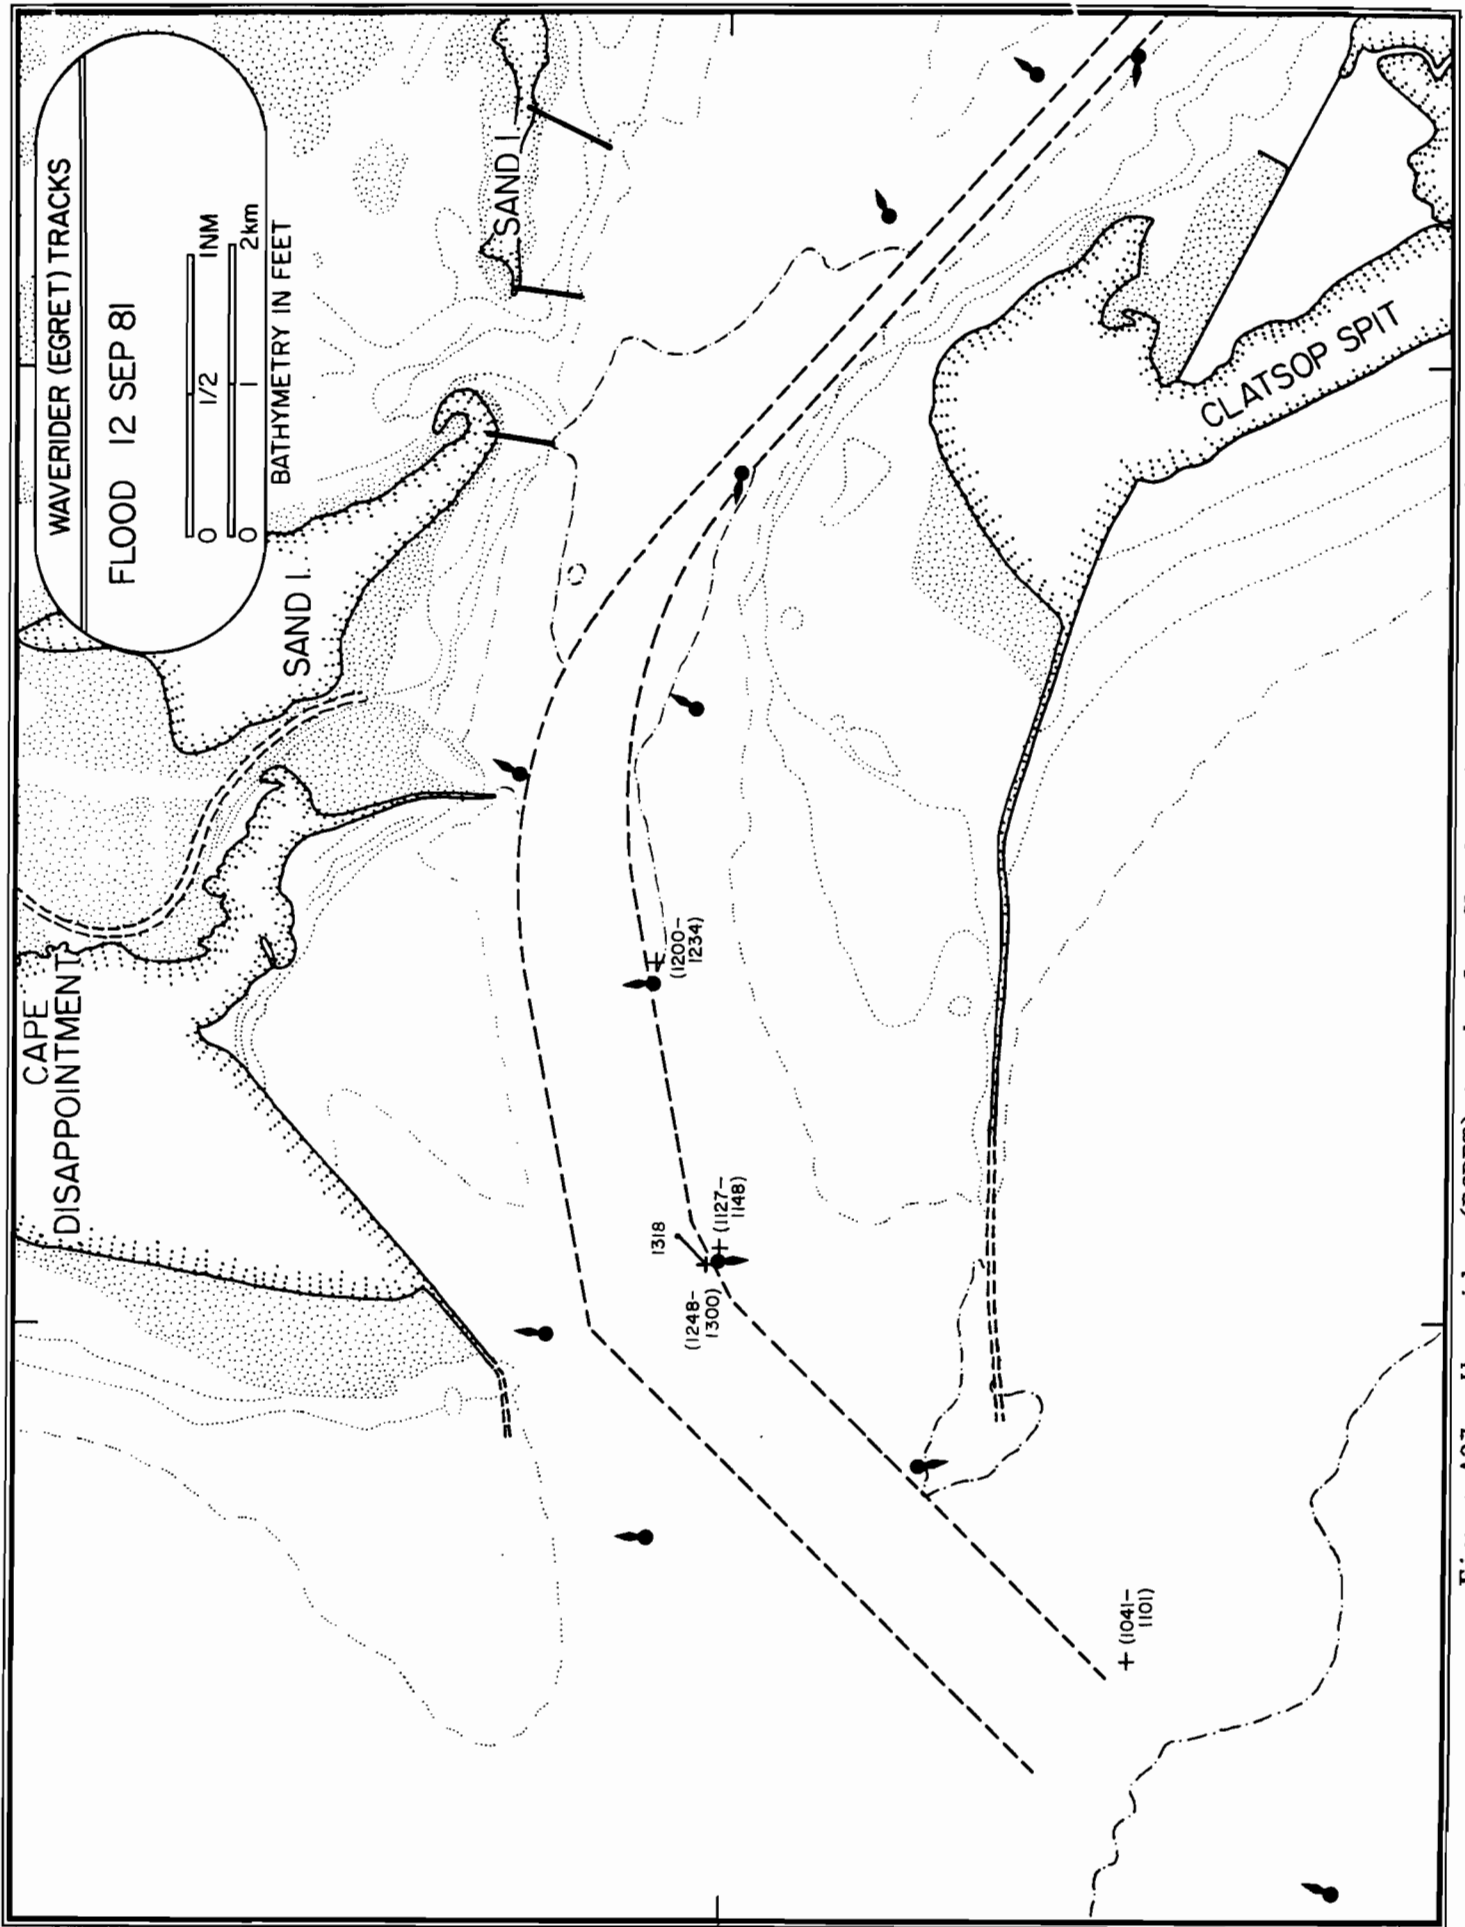 WAVERIDER (EGRET) TRACKS
FLOOD 12 SEP 81
0 1/2 1NM
0 1 2km
BATHYMETRY IN FEET
CAPE
DISAPPOINTMENT
SAND I.
SAND I.
CLATSOP SPIT
(1200-
1234)
1318
(1127-
1148)
(1248-
1300)
(1041-
1101)